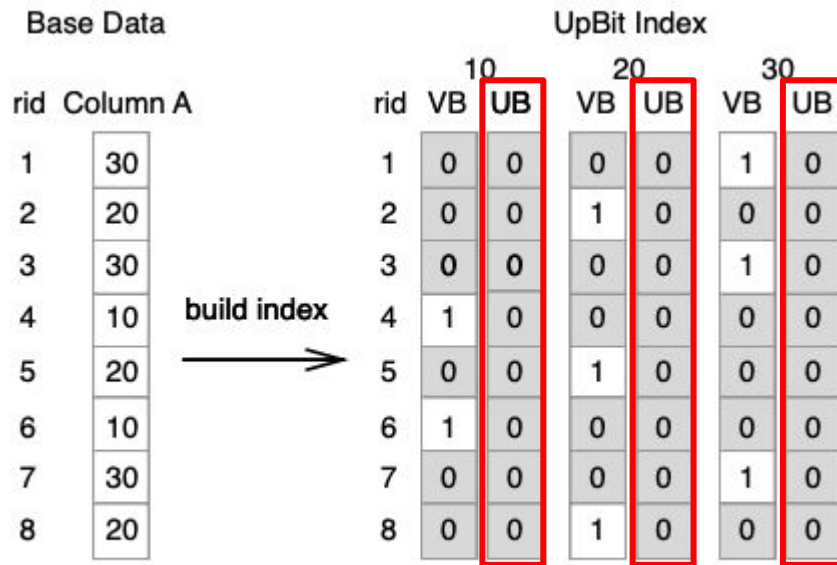 Base Data UpBit Index
10 20 30
rid Column A rid VB UB VB UB VB UB
1 30 1 0 0 0 0 1 0
2 20 2 0 0 1 0 0 0
3 30 3 0 0 0 0 1 0
4 10 build index 4 1 0 0 0 0 0
5 20 5 0 0 1 0 0 0
6 10 6 1 0 0 0 0 0
7 30 7 0 0 0 0 1 0
8 20 8 0 0 1 0 0 0